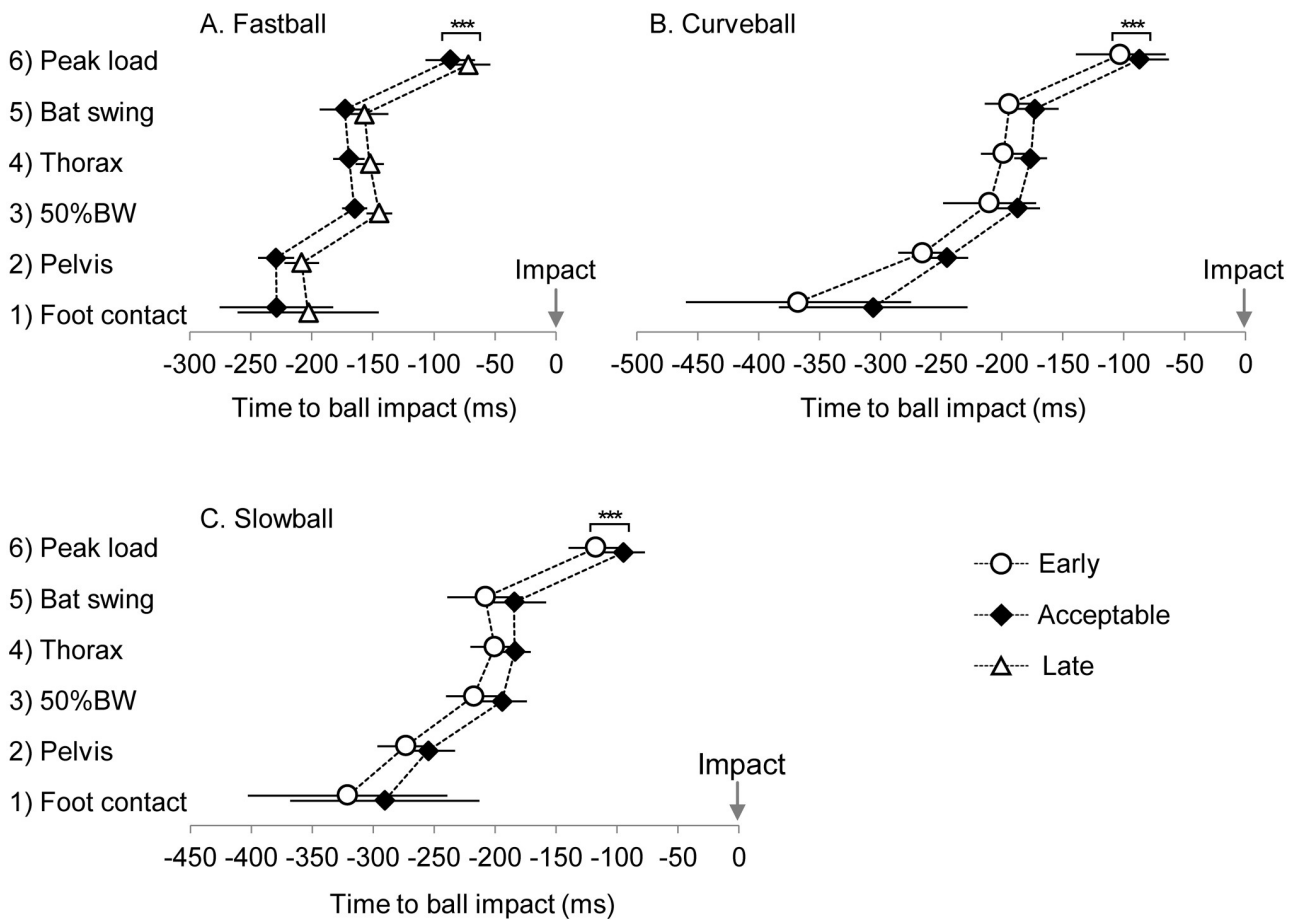 A. Fastball
***
6) Peak load
5) Bat swing
4) Thorax
3) 50%BW
2) Pelvis
1) Foot contact
Impact
-300 -250 -200 -150 -100 -50 0
Time to ball impact (ms)
B. Curveball
***
Impact
-500 -450 -400 -350 -300 -250 -200 -150 -100 -50 0
Time to ball impact (ms)
C. Slowball
***
6) Peak load
5) Bat swing
4) Thorax
3) 50%BW
2) Pelvis
1) Foot contact
Impact
-450 -400 -350 -300 -250 -200 -150 -100 -50 0
Time to ball impact (ms)
Early
Acceptable
Late